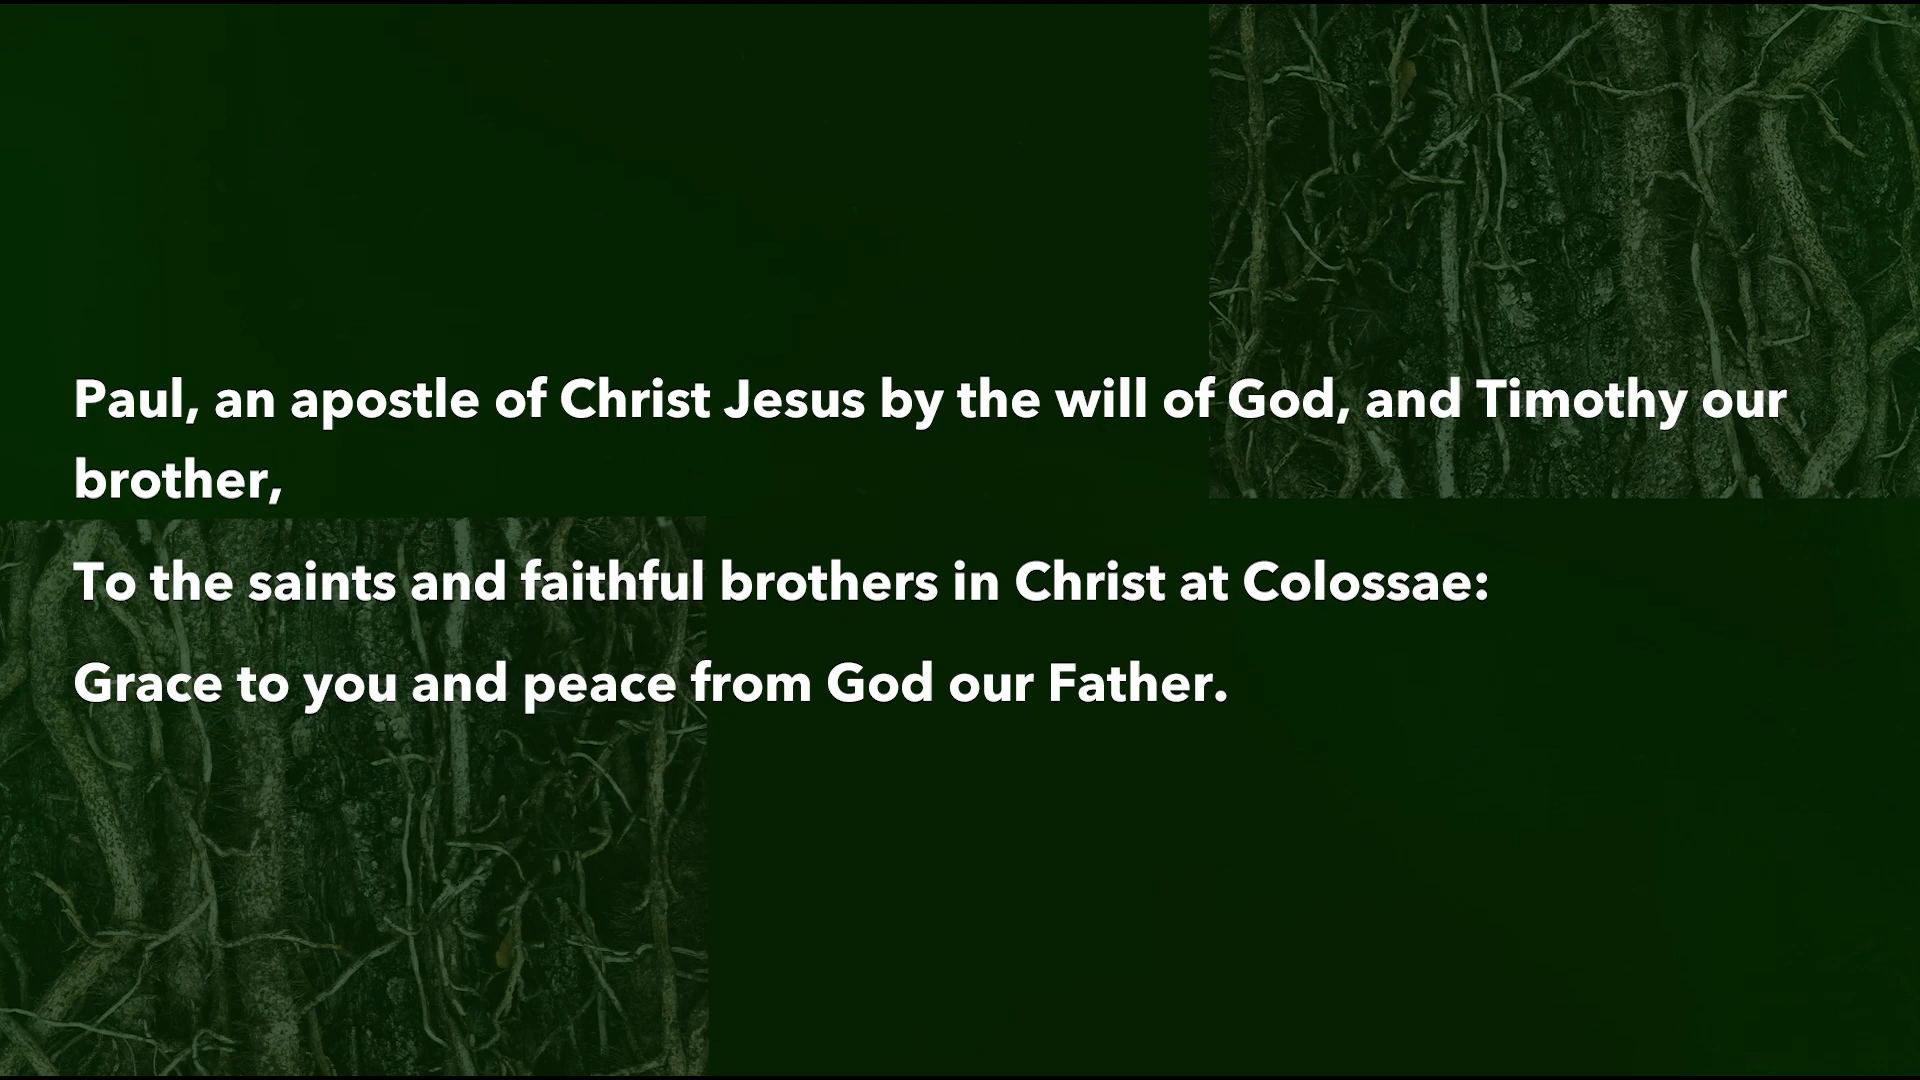 Paul, an apostle of Christ Jesus by the will of God, and Timothy our
brother,
To the saints and faithful brothers in Christ at Colossae:
Grace to you and peace from God our Father.